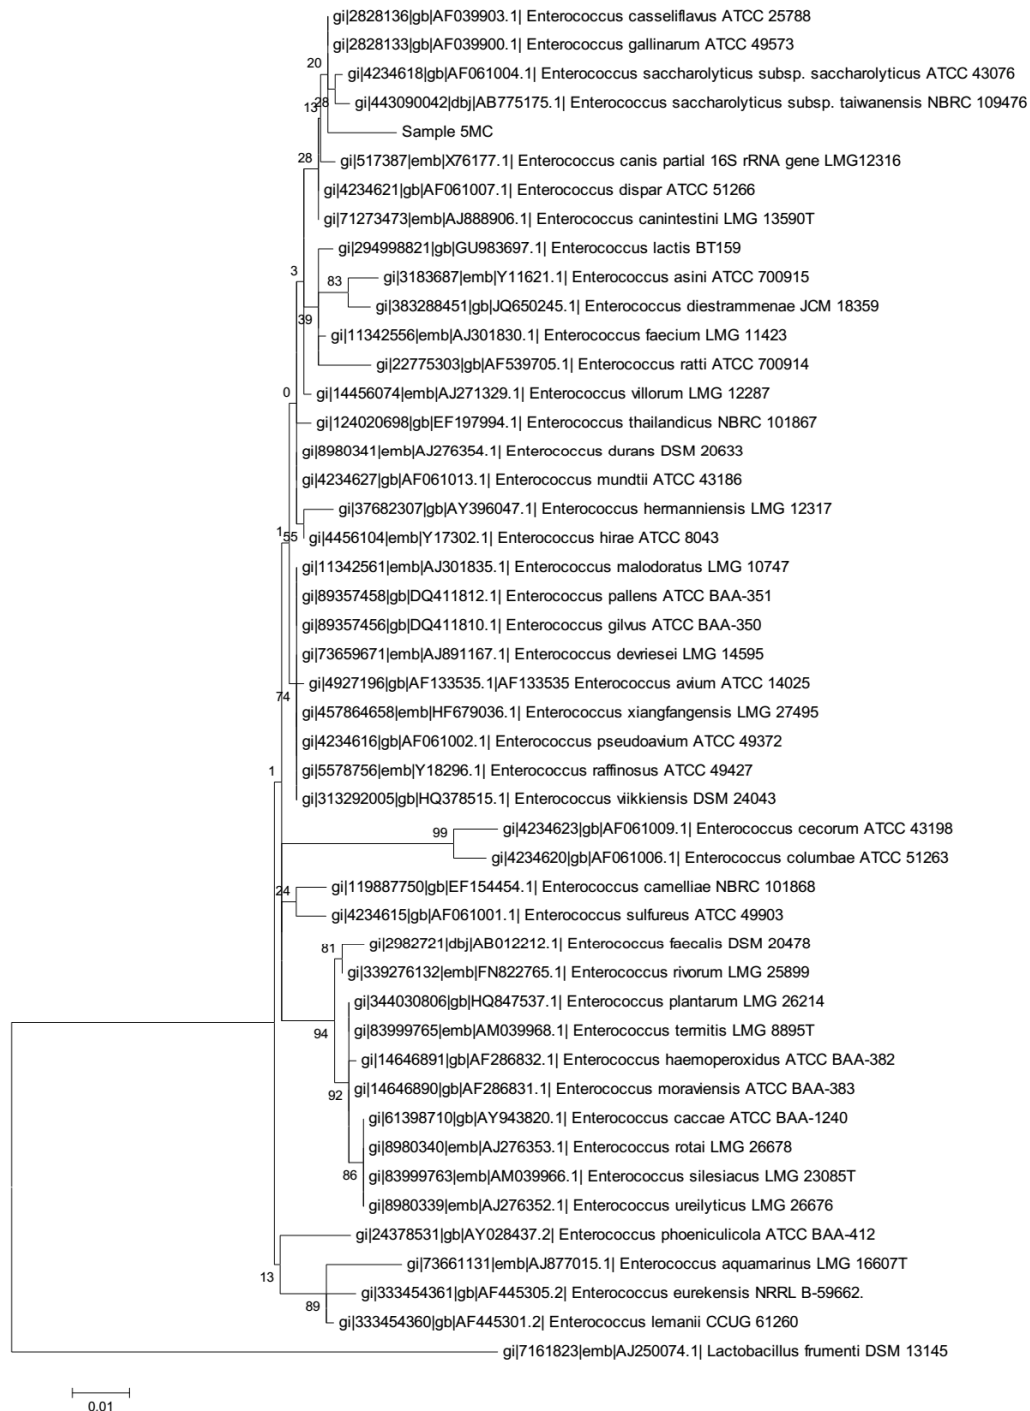 gi|2828136|gb|AF039903.1| Enterococcus casseliflavus ATCC 25788
gi|2828133|gb|AF039900.1| Enterococcus gallinarum ATCC 49573
20
gi|4234618|gb|AF061004.1| Enterococcus saccharolyticus subsp. saccharolyticus ATCC 43076
28
13
gi|443090042|dbj|AB775175.1| Enterococcus saccharolyticus subsp. taiwanensis NBRC 109476
Sample 5MC
28
gi|517387|emb|X76177.1| Enterococcus canis partial 16S rRNA gene LMG12316
gi|4234621|gb|AF061007.1| Enterococcus dispar ATCC 51266
gi|71273473|emb|AJ888906.1| Enterococcus canintestini LMG 13590T
gi|294998821|gb|GU983697.1| Enterococcus lactis BT159
3
83
gi|3183687|emb|Y11621.1| Enterococcus asini ATCC 700915
gi|383288451|gb|JQ650245.1| Enterococcus diestrammenae JCM 18359
39
gi|11342556|emb|AJ301830.1| Enterococcus faecium LMG 11423
gi|22775303|gb|AF539705.1| Enterococcus ratti ATCC 700914
0
gi|14456074|emb|AJ271329.1| Enterococcus villorum LMG 12287
gi|124020698|gb|EF197994.1| Enterococcus thailandicus NBRC 101867
gi|8980341|emb|AJ276354.1| Enterococcus durans DSM 20633
gi|4234627|gb|AF061013.1| Enterococcus mundtii ATCC 43186
gi|37682307|gb|AY396047.1| Enterococcus hermanniensis LMG 12317
1
55
gi|4456104|emb|Y17302.1| Enterococcus hirae ATCC 8043
gi|11342561|emb|AJ301835.1| Enterococcus malodoratus LMG 10747
gi|89357458|gb|DQ411812.1| Enterococcus pallens ATCC BAA-351
gi|89357456|gb|DQ411810.1| Enterococcus gilvus ATCC BAA-350
gi|73659671|emb|AJ891167.1| Enterococcus devriesei LMG 14595
gi|4927196|gb|AF133535.1|AF133535 Enterococcus avium ATCC 14025
74
gi|457864658|emb|HF679036.1| Enterococcus xiangfangensis LMG 27495
gi|4234616|gb|AF061002.1| Enterococcus pseudoavium ATCC 49372
1
gi|5578756|emb|Y18296.1| Enterococcus raffinosus ATCC 49427
gi|313292005|gb|HQ378515.1| Enterococcus viikkiensis DSM 24043
99
gi|4234623|gb|AF061009.1| Enterococcus cecorum ATCC 43198
gi|4234620|gb|AF061006.1| Enterococcus columbae ATCC 51263
24
gi|119887750|gb|EF154454.1| Enterococcus camelliae NBRC 101868
gi|4234615|gb|AF061001.1| Enterococcus sulfureus ATCC 49903
81
gi|2982721|dbj|AB012212.1| Enterococcus faecalis DSM 20478
gi|339276132|emb|FN822765.1| Enterococcus rivorum LMG 25899
gi|344030806|gb|HQ847537.1| Enterococcus plantarum LMG 26214
94
gi|83999765|emb|AM039968.1| Enterococcus termitis LMG 8895T
gi|14646891|gb|AF286832.1| Enterococcus haemoperoxidus ATCC BAA-382
92
gi|14646890|gb|AF286831.1| Enterococcus moraviensis ATCC BAA-383
gi|61398710|gb|AY943820.1| Enterococcus caccae ATCC BAA-1240
gi|8980340|emb|AJ276353.1| Enterococcus rotai LMG 26678
86
gi|83999763|emb|AM039966.1| Enterococcus silesiacus LMG 23085T
gi|8980339|emb|AJ276352.1| Enterococcus ureilyticus LMG 26676
gi|24378531|gb|AY028437.2| Enterococcus phoeniculicola ATCC BAA-412
13
gi|73661131|emb|AJ877015.1| Enterococcus aquamarinus LMG 16607T
gi|333454361|gb|AF445305.2| Enterococcus eurekensis NRRL B-59662.
89
gi|333454360|gb|AF445301.2| Enterococcus lemanii CCUG 61260
gi|7161823|emb|AJ250074.1| Lactobacillus frumenti DSM 13145
0.01